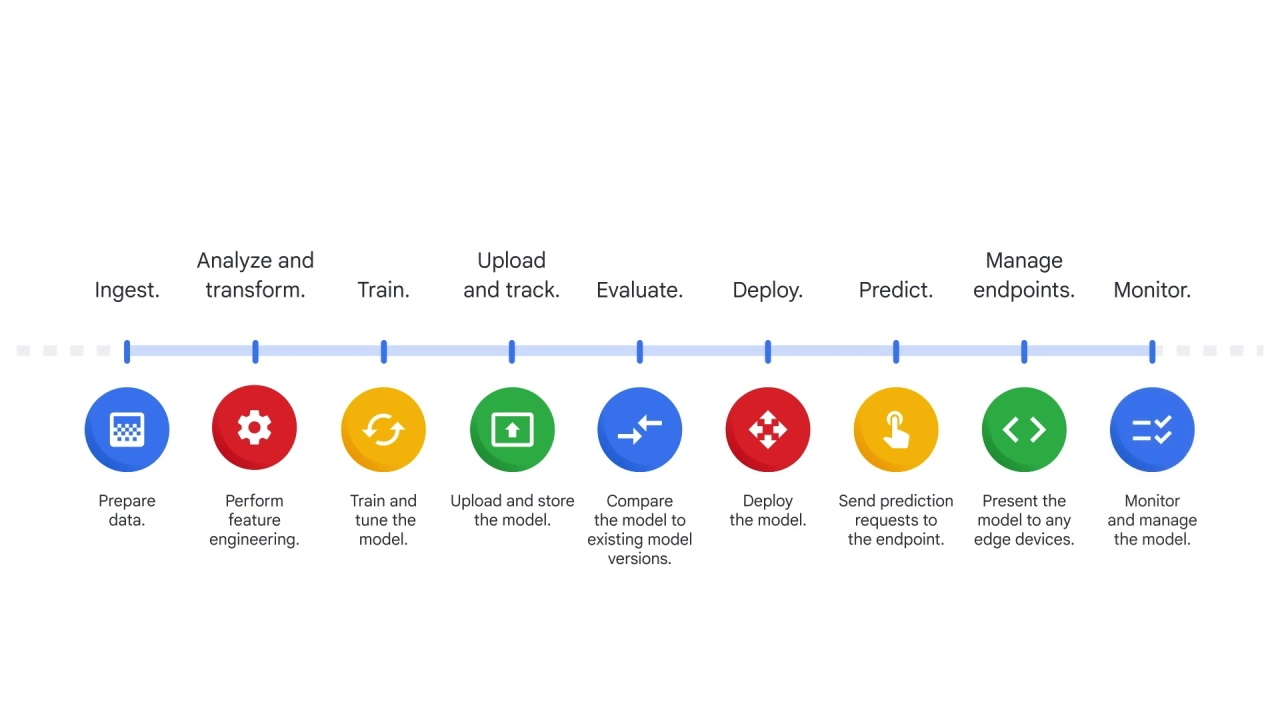 Ingest.
Analyze and
transform.
Train.
Upload
and track.
Evaluate.
Deploy.
Predict.
Manage
endpoints.
Monitor.
Prepare
data.
Perform
feature
engineering.
Train and
tune the
model.
Upload and store
the model.
Compare
the model to
existing model
versions.
Deploy
the model.
Send prediction
requests to
the endpoint.
Present the
model to any
edge devices.
Monitor
and manage
the model.